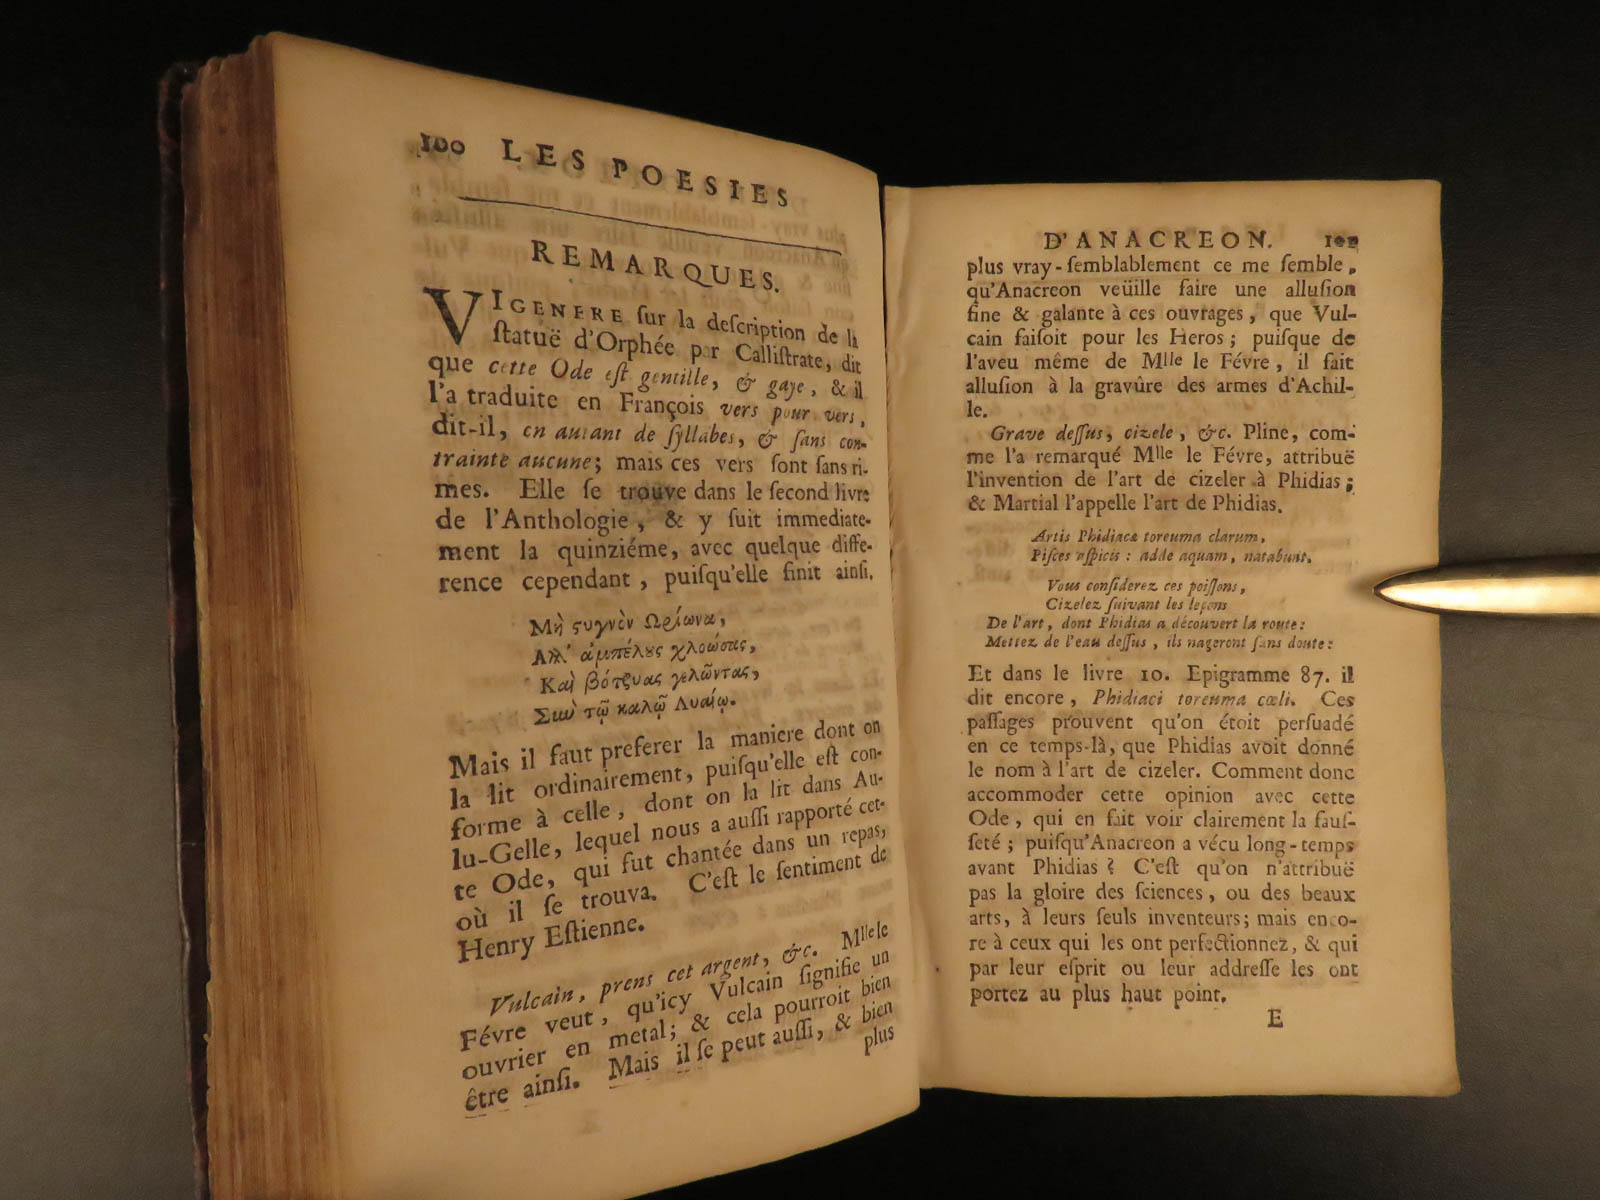 100 LES POESIES
REMARQUES.
VIGENERE ſur la deſcription de la
ſtatuë d'Orphée par Calliſtrate, dit
que cette Ode eſt gentille, & gaye, & il
l'a traduite en François vers pour vers,
dit-il, en autant de ſyllabes, & ſans con-
trainte aucune; mais ces vers ſont ſans ri-
mes. Elle ſe trouve dans le ſecond livre
de l'Anthologie, & y ſuit immediate-
ment la quinziéme, avec quelque diffe-
rence cependant, puiſqu'elle finit ainſi.
Μὴ ςυγνὸν Ωρίωνα,
Αλλ' ἀμπέλους χλοώσας,
Καὶ βότρυας γελῶντας,
Σιω τῷ καλῷ Λυαίῳ.
Mais il faut preferer la maniere dont on
la lit ordinairement, puiſqu'elle eſt con-
forme à celle, dont on la lit dans Au-
lu-Gelle, lequel nous a auſſi rapporté cet-
te Ode, qui fut chantée dans un repas,
où il ſe trouva. C'eſt le ſentiment de
Henry Eſtienne.
Vulcain, prens cet argent, &c. Mlle le
Févre veut, qu'icy Vulcain ſignifie un
ouvrier en metal; & cela pourroit bien
être ainſi. Mais il ſe peut auſſi, & bien
plus
D'ANACREON. 101
plus vray-ſemblablement ce me ſemble,
qu'Anacreon veüille faire une alluſion
fine & galante à ces ouvrages, que Vul-
cain faiſoit pour les Heros; puiſque de
l'aveu même de Mlle le Févre, il fait
alluſion à la gravûre des armes d'Achil-
le.
Grave deſſus, cizele, &c. Pline, com-
me l'a remarqué Mlle le Févre, attribuë
l'invention de l'art de cizeler à Phidias;
& Martial l'appelle l'art de Phidias.
Artis Phidiacæ toreuma clarum,
Piſces aſpicis: adde aquam, natabunt.
Vous conſiderez ces poiſſons,
Cizelez ſuivant les leçons
De l'art, dont Phidias a découvert la route:
Mettez de l'eau deſſus, ils nageront ſans doute:
Et dans le livre 10. Epigramme 87. il
dit encore, Phidiaci toreuma cœli. Ces
paſſages prouvent qu'on étoit perſuadé
en ce temps-là, que Phidias avoit donné
le nom à l'art de cizeler. Comment donc
accommoder cette opinion avec cette
Ode, qui en fait voir clairement la fauſ-
ſeté; puiſqu'Anacreon a vécu long-temps
avant Phidias? C'eſt qu'on n'attribuë
pas la gloire des ſciences, ou des beaux
arts, à leurs ſeuls inventeurs; mais enco-
re à ceux qui les ont perfectionnez, & qui
par leur eſprit ou leur addreſſe les ont
portez au plus haut point.
E